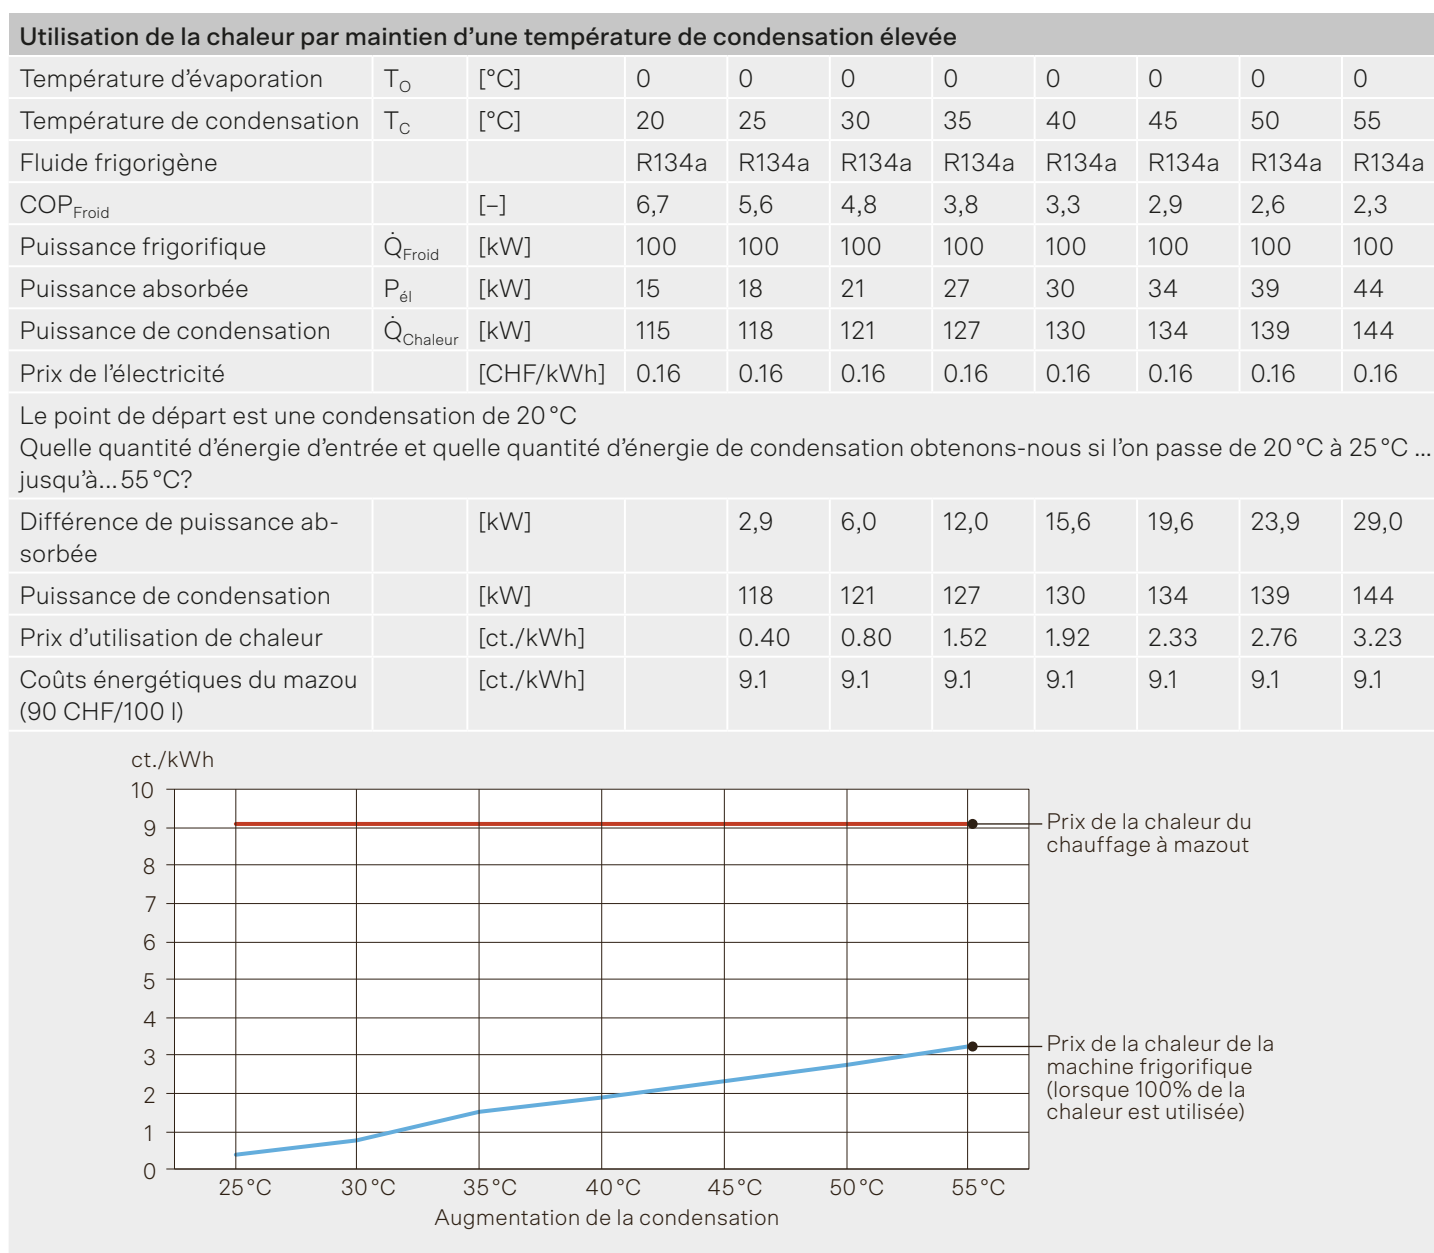 Utilisation de la chaleur par maintien d'une température de condensation élevée
Température d'évaporation T_O [°C] 0 0 0 0 0 0 0 0
Température de condensation T_C [°C] 20 25 30 35 40 45 50 55
Fluide frigorigène R134a R134a R134a R134a R134a R134a R134a R134a
COP_Froid [–] 6,7 5,6 4,8 3,8 3,3 2,9 2,6 2,3
Puissance frigorifique Q̇_Froid [kW] 100 100 100 100 100 100 100 100
Puissance absorbée P_él [kW] 15 18 21 27 30 34 39 44
Puissance de condensation Q̇_Chaleur [kW] 115 118 121 127 130 134 139 144
Prix de l'électricité [CHF/kWh] 0.16 0.16 0.16 0.16 0.16 0.16 0.16 0.16
Le point de départ est une condensation de 20 °C
Quelle quantité d'énergie d'entrée et quelle quantité d'énergie de condensation obtenons-nous si l'on passe de 20 °C à 25 °C ...
jusqu'à... 55 °C?
Différence de puissance ab- [kW] 2,9 6,0 12,0 15,6 19,6 23,9 29,0
sorbée
Puissance de condensation [kW] 118 121 127 130 134 139 144
Prix d'utilisation de chaleur [ct./kWh] 0.40 0.80 1.52 1.92 2.33 2.76 3.23
Coûts énergétiques du mazou [ct./kWh] 9.1 9.1 9.1 9.1 9.1 9.1 9.1
(90 CHF/100 l)
ct./kWh
10
9
8
7
6
5
4
3
2
1
0
25 °C 30 °C 35 °C 40 °C 45 °C 50 °C 55 °C
Augmentation de la condensation
Prix de la chaleur du
chauffage à mazout
Prix de la chaleur de la
machine frigorifique
(lorsque 100% de la
chaleur est utilisée)